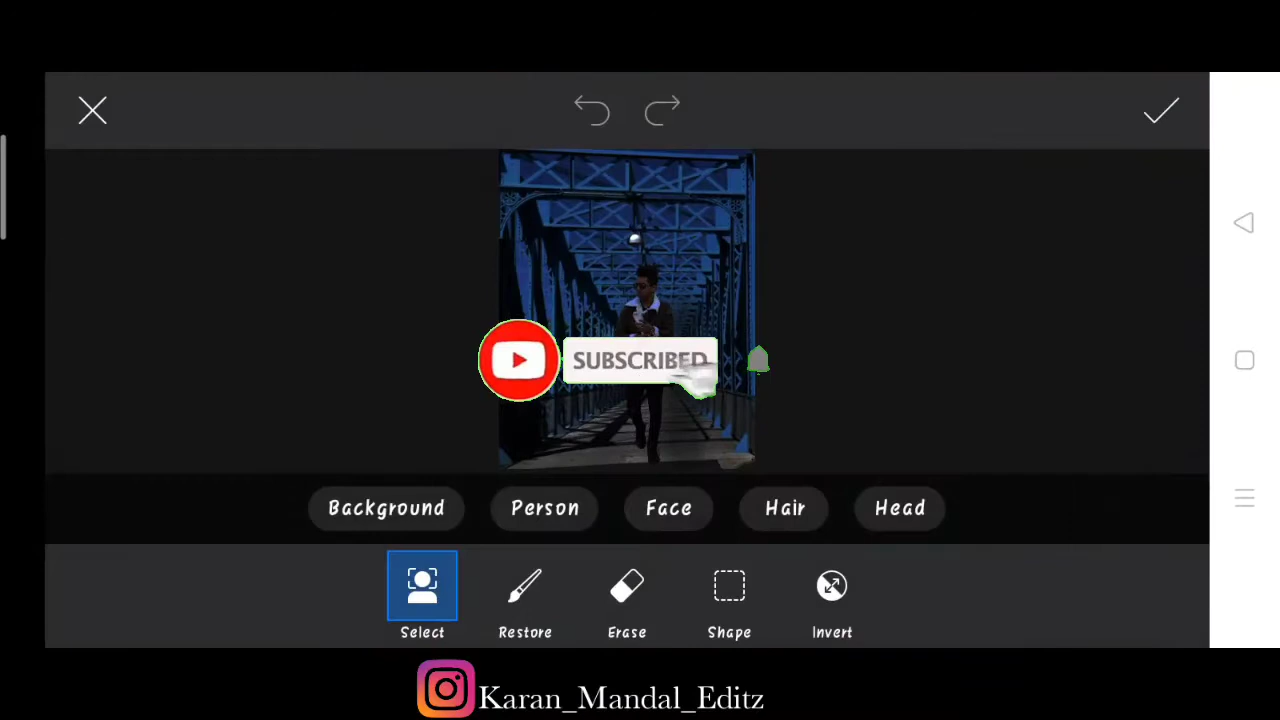 SUBSCRIBED
Background Person Face Hair Head
Select Restore Erase Shape Invert
Karan_Mandal_Editz